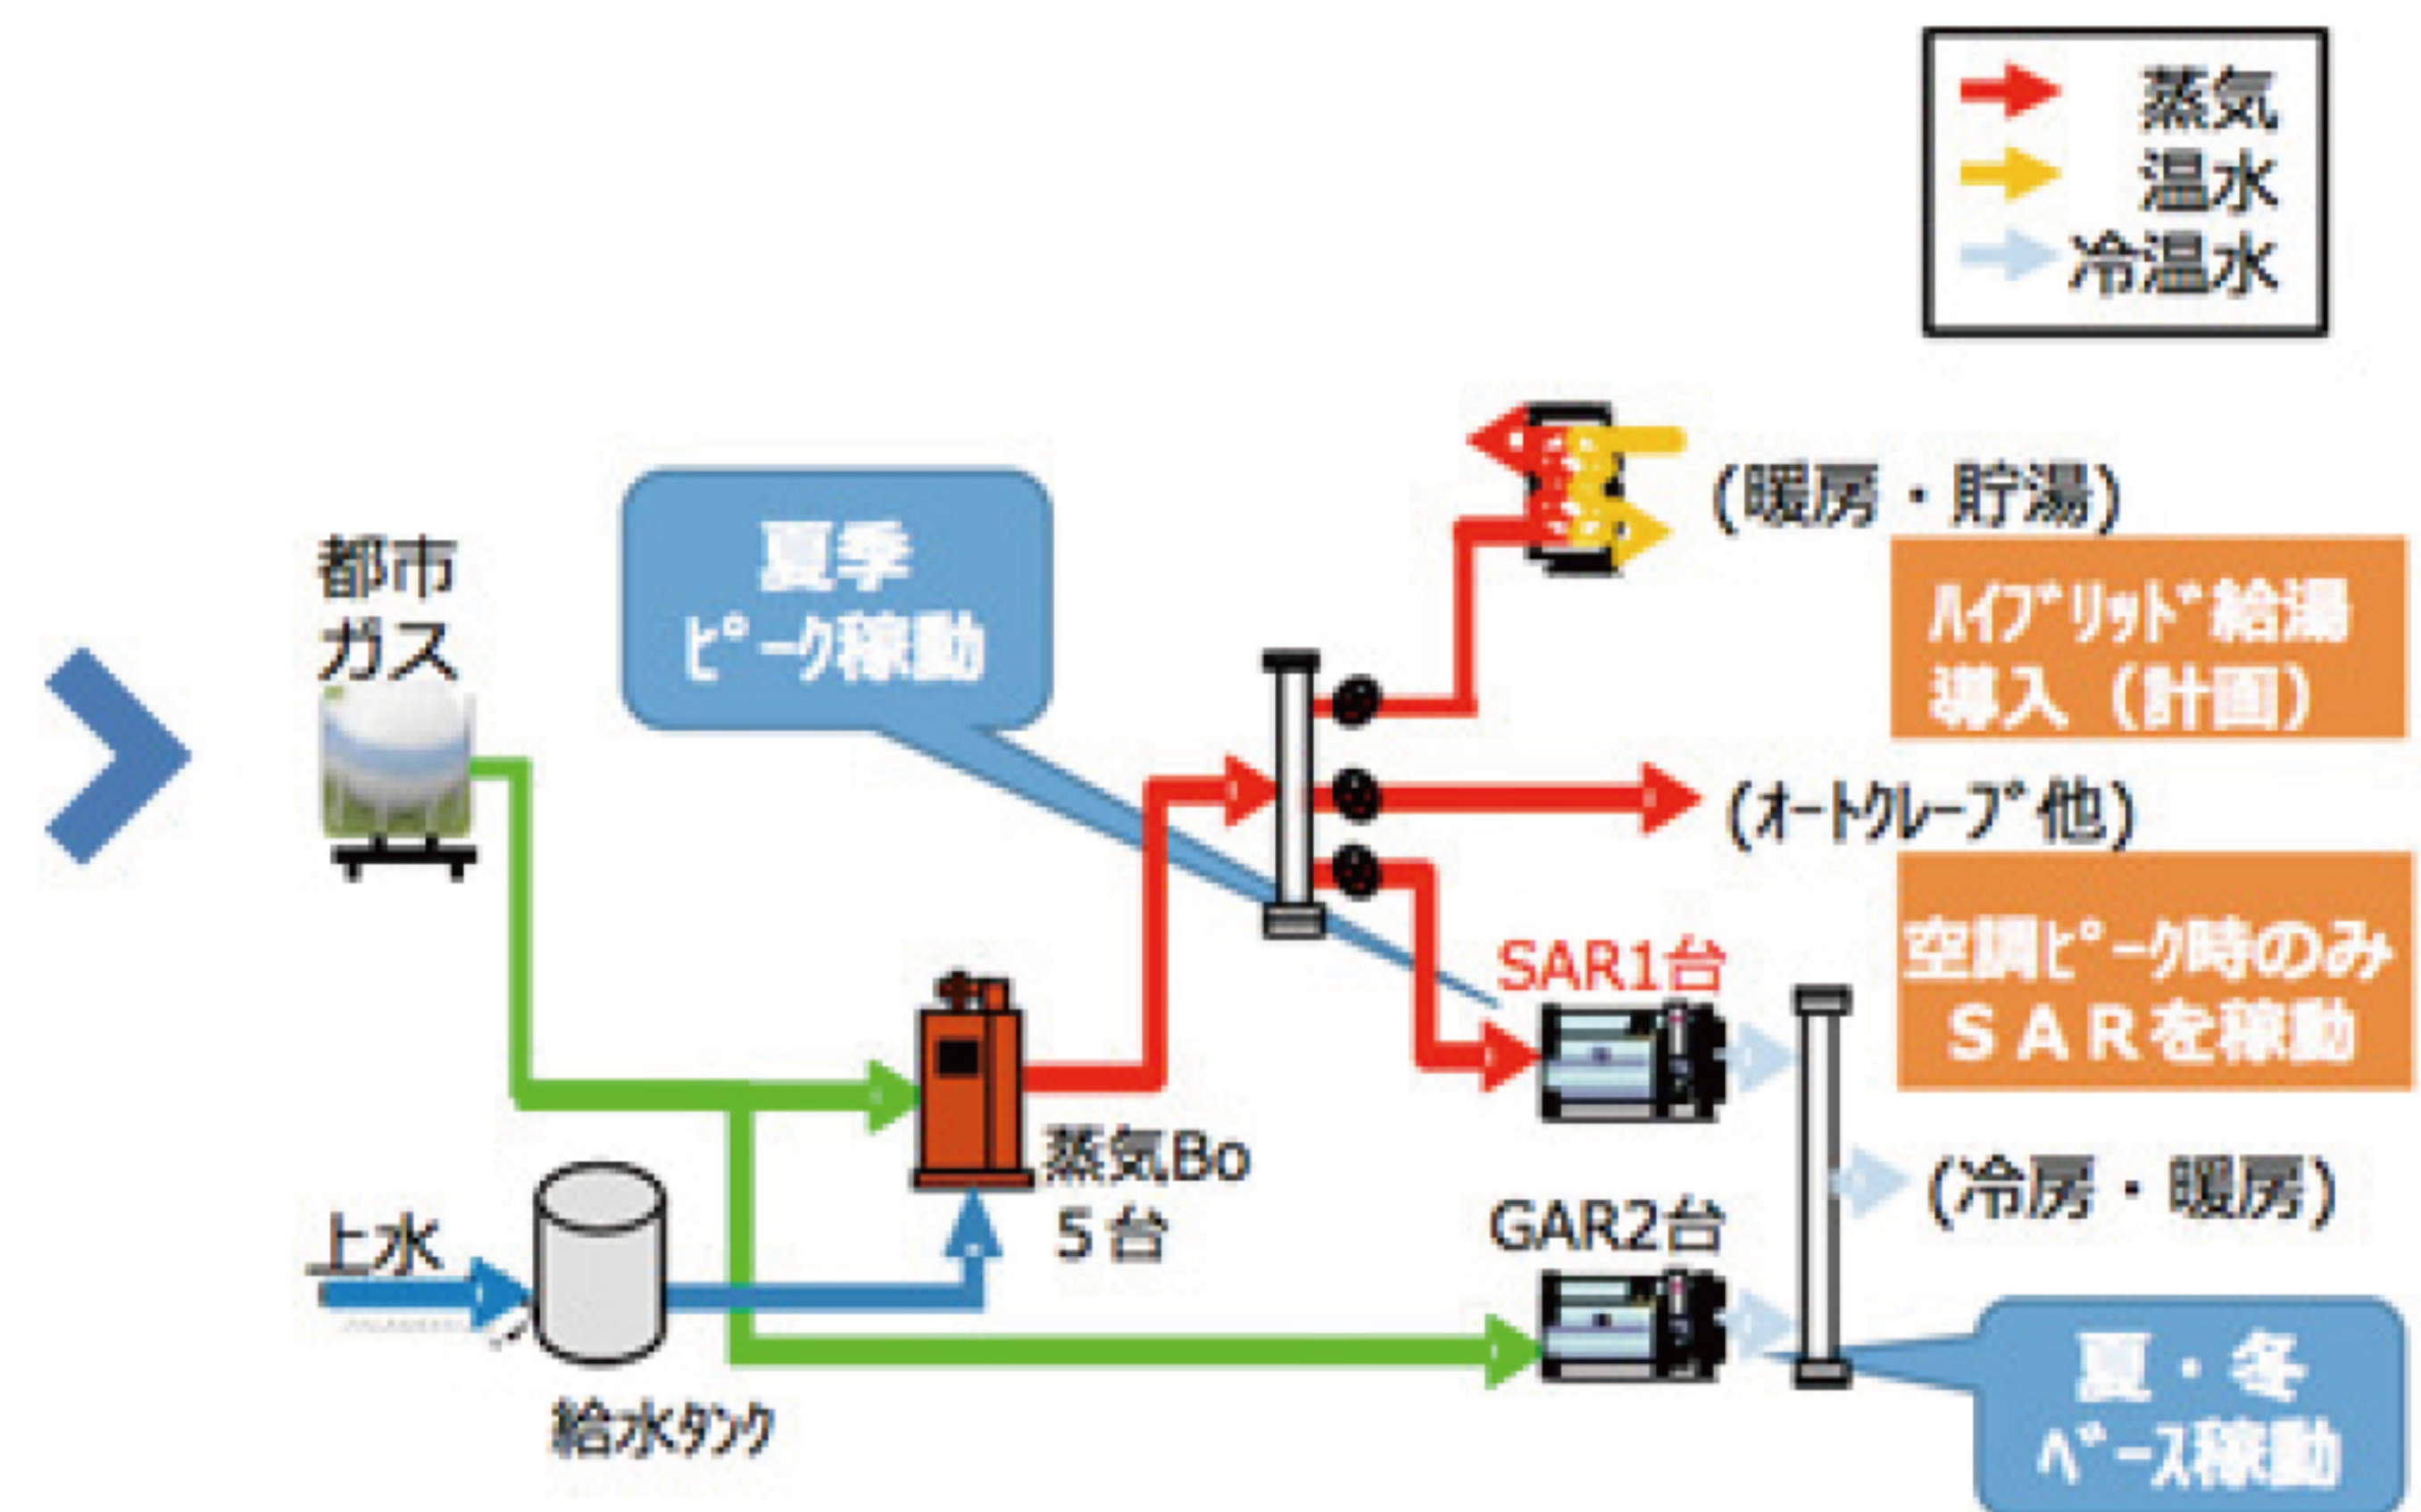 蒸気
温水
冷温水
(暖房・貯湯)
ﾊｲﾌﾞﾘｯﾄﾞ給湯
導入（計画）
夏季
ﾋﾟｰｸ稼動
都市
ガス
(ｵｰﾄｸﾚｰﾌﾞ他)
空調ﾋﾟｰｸ時のみ
ＳＡＲを稼動
SAR1台
蒸気Bo
5台
GAR2台
(冷房・暖房)
上水
給水ﾀﾝｸ
夏・冬
ﾍﾞｰｽ稼動